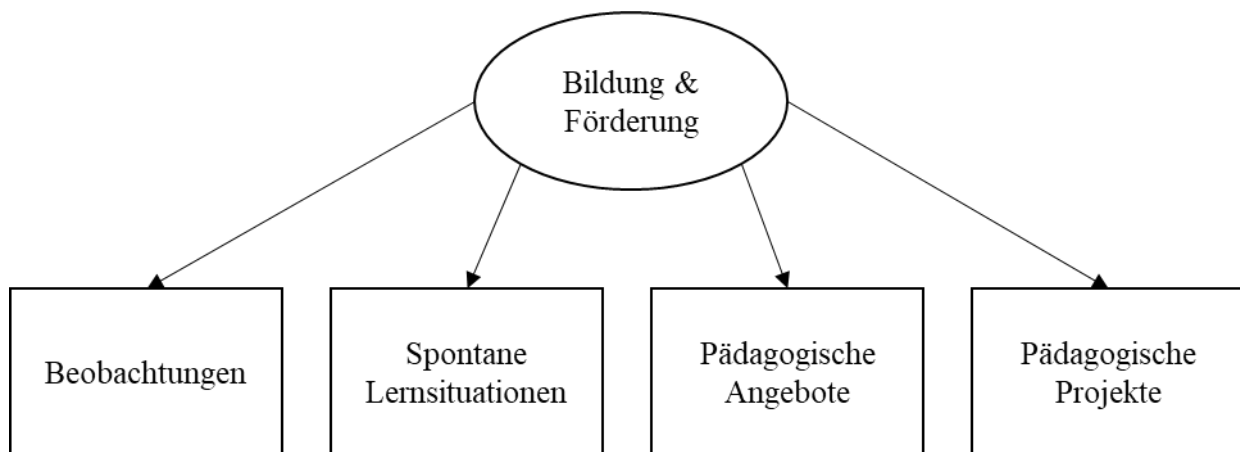 Bildung &
Förderung
Beobachtungen
Spontane
Lernsituationen
Pädagogische
Angebote
Pädagogische
Projekte